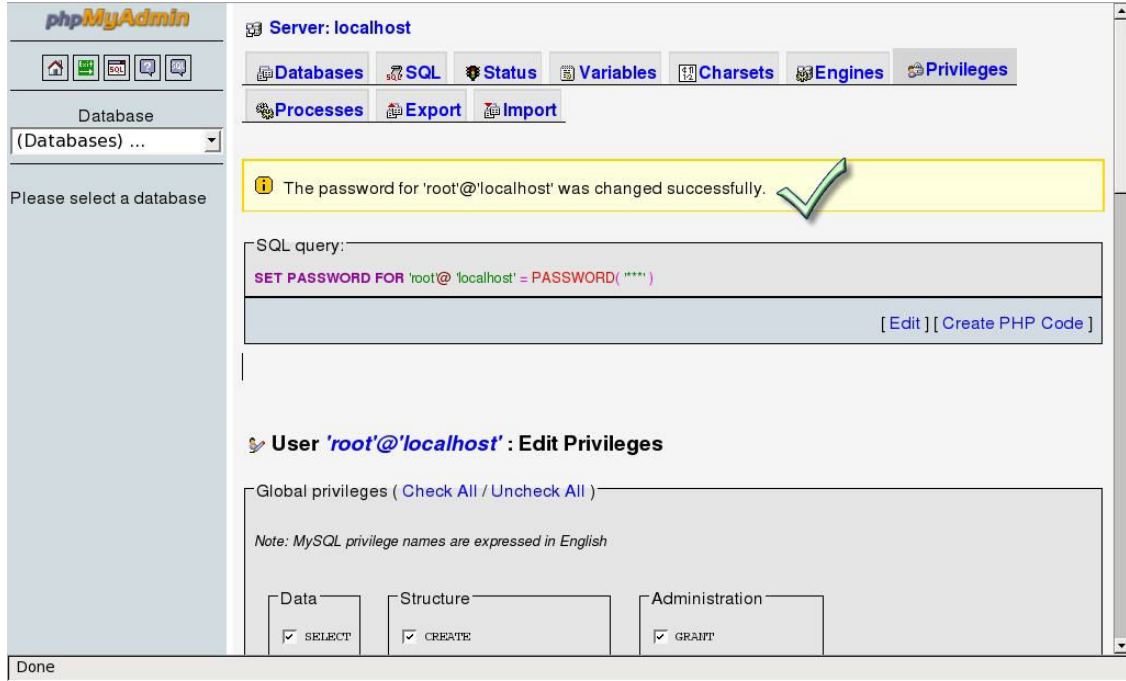 phpMyAdmin
Database
(Databases) ...
Please select a database
Server: localhost
Databases SQL Status Variables Charsets Engines Privileges
Processes Export Import
The password for 'root'@'localhost' was changed successfully.
SQL query:
SET PASSWORD FOR 'root'@ 'localhost' = PASSWORD( '***' )
[ Edit ] [ Create PHP Code ]
User 'root'@'localhost' : Edit Privileges
Global privileges ( Check All / Uncheck All )
Note: MySQL privilege names are expressed in English
Data Structure Administration
SELECT CREATE GRANT
Done